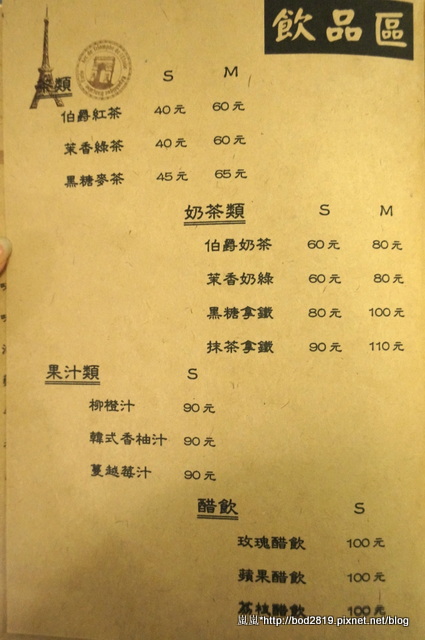 飲品區
茶類 S M
伯爵紅茶 40元 60元
茉香綠茶 40元 60元
黑糖麥茶 45元 65元
奶茶類 S M
伯爵奶茶 60元 80元
茉香奶綠 60元 80元
黑糖拿鐵 80元 100元
抹茶拿鐵 90元 110元
果汁類 S
柳橙汁 90元
韓式香柚汁 90元
蔓越莓汁 90元
醋飲 S
玫瑰醋飲 100元
蘋果醋飲 100元
荔枝醋飲 100元
嵐嵐*http://bod2819.pixnet.net/blog